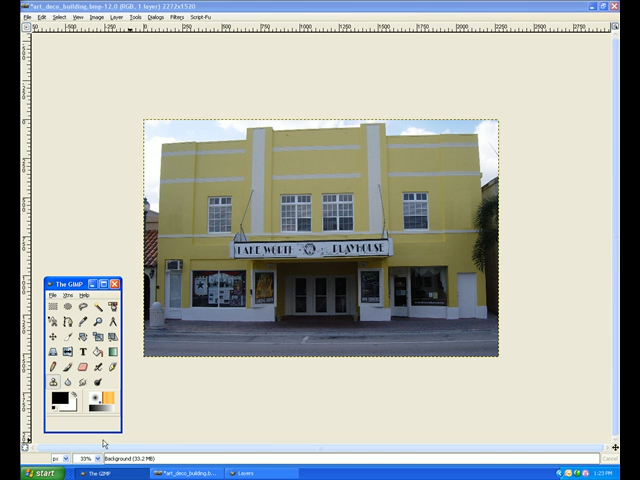 *art_deco_building.bmp-12.0 (RGB, 1 layer) 2272x1520
File Edit Select View Image Layer Tools Dialogs Filters Script-Fu
LAKE WORTH PLAYHOUSE
The GIMP
File Xtns Help
px 33% Background (33.2 MB) Cancel
start The GIMP *art_deco_building.b... Layers 1:23 PM